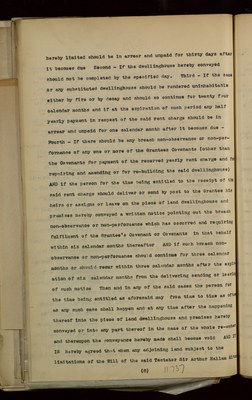 hereby limited should be in arrear and unpaid for thirty days after
it becomes due Second - If the dwellinghouse hereby conveyed
should not be completed by the specified day. Third - If the same
or any substituted dwellinghouse should be rendered uninhabitable
either by fire or by decay and should so continue for twenty four
calendar months and if at the expiration of such period any half
yearly payment in respect of the said rent charge should be in
arrear and unpaid for one calendar month after it become due -
Fourth - If there should be any breach non-observance or non-per-
formance of any one or more of the Grantees Covenants (other than
the Covenants for payment of the reserved yearly rent charge and for
repairing and amending or for re-building the said dwellinghouse)
AND if the person for the time being entitled to the receipt of the
said rent charge should deliver or send by post to the Grantee his
heirs or assigns or leave on the piece of land dwellinghouse and
premises hereby conveyed a written notice pointing out the breach
non-observance or non-performance which has occurred and requiring
fulfilment of the Grantee's Covenant or Covenants in that behalf
within six calendar months thereafter AND if such breach non-
observance or non-performance should continue for three calendar
months or should cease within three calendar months after the expir-
ation of six calendar months from the delivering sending or leaving
of such notice Then and in any of the said cases the person for
the time being entitled as aforesaid may from time to time as often
as any such case shall happen and at any time after the happening
thereof into the piece of land dwellinghouse and premises hereby
conveyed or into any part thereof in the name of the whole re-enter
and thereupon the conveyance hereby made shall become void AND IT
IS hereby agreed that when any adjoining land subject to the
limitations of the Will of the said Testator Sir Arthur
(8)